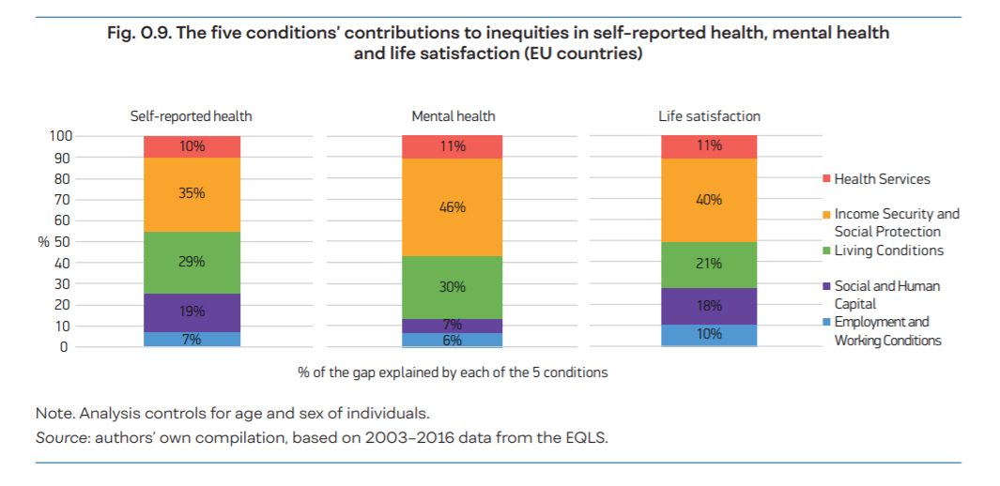 Fig. 0.9. The five conditions’ contributions to inequities in self-reported health, mental health
and life satisfaction (EU countries)
Self-reported health
Mental health
Life satisfaction
100
90
80
70
60
% 50
40
30
20
10
0
10%
35%
29%
19%
7%
11%
46%
30%
7%
6%
11%
40%
21%
18%
10%
Health Services
Income Security and
Social Protection
Living Conditions
Social and Human
Capital
Employment and
Working Conditions
% of the gap explained by each of the 5 conditions
Note. Analysis controls for age and sex of individuals.
Source: authors’ own compilation, based on 2003–2016 data from the EQLS.